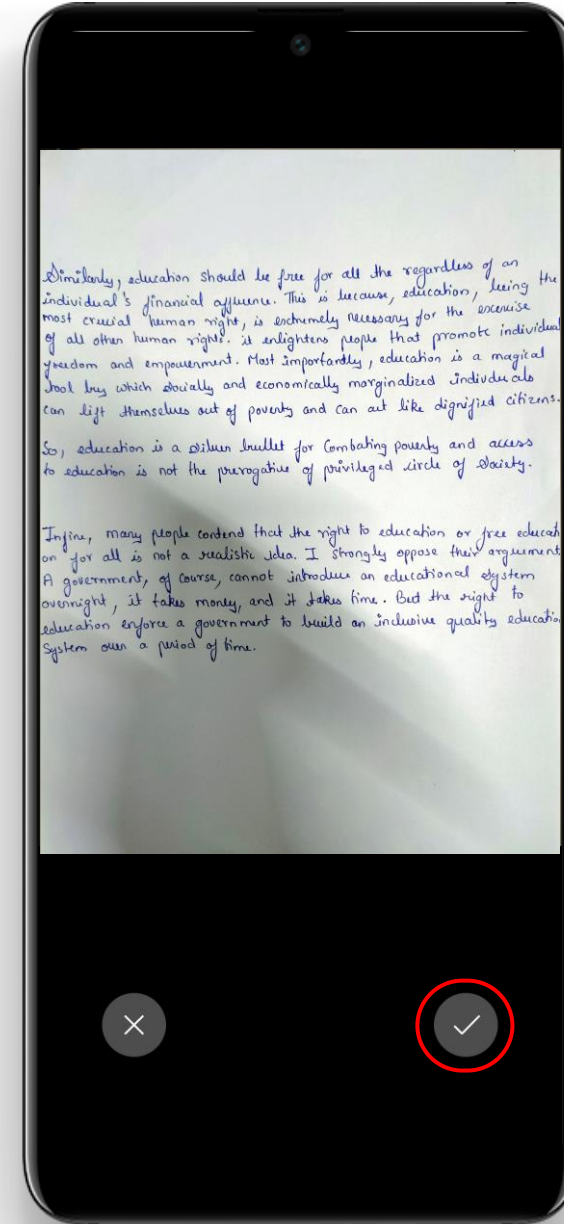 Similarly, education should be free for all the regardless of an
individual's financial affluence. This is because, education, being the
most crucial human right, is extremely necessary for the exercise
of all other human rights. it enlightens people that promote individual
freedom and empowerment. Most importantly, education is a magical
tool by which socially and economically marginalized individuals
can lift themselves out of poverty and can act like dignified citizens.
So, education is a silver bullet for Combating poverty and access
to education is not the prerogative of privileged circle of Society.
Infine, many people contend that the right to education or free educati
on for all is not a realistic idea. I strongly oppose their arguement
A government, of course, cannot introduce an educational system
overnight, it takes money, and it takes time. But the right to
education enforce a government to build an inclusive quality education
System over a period of time.